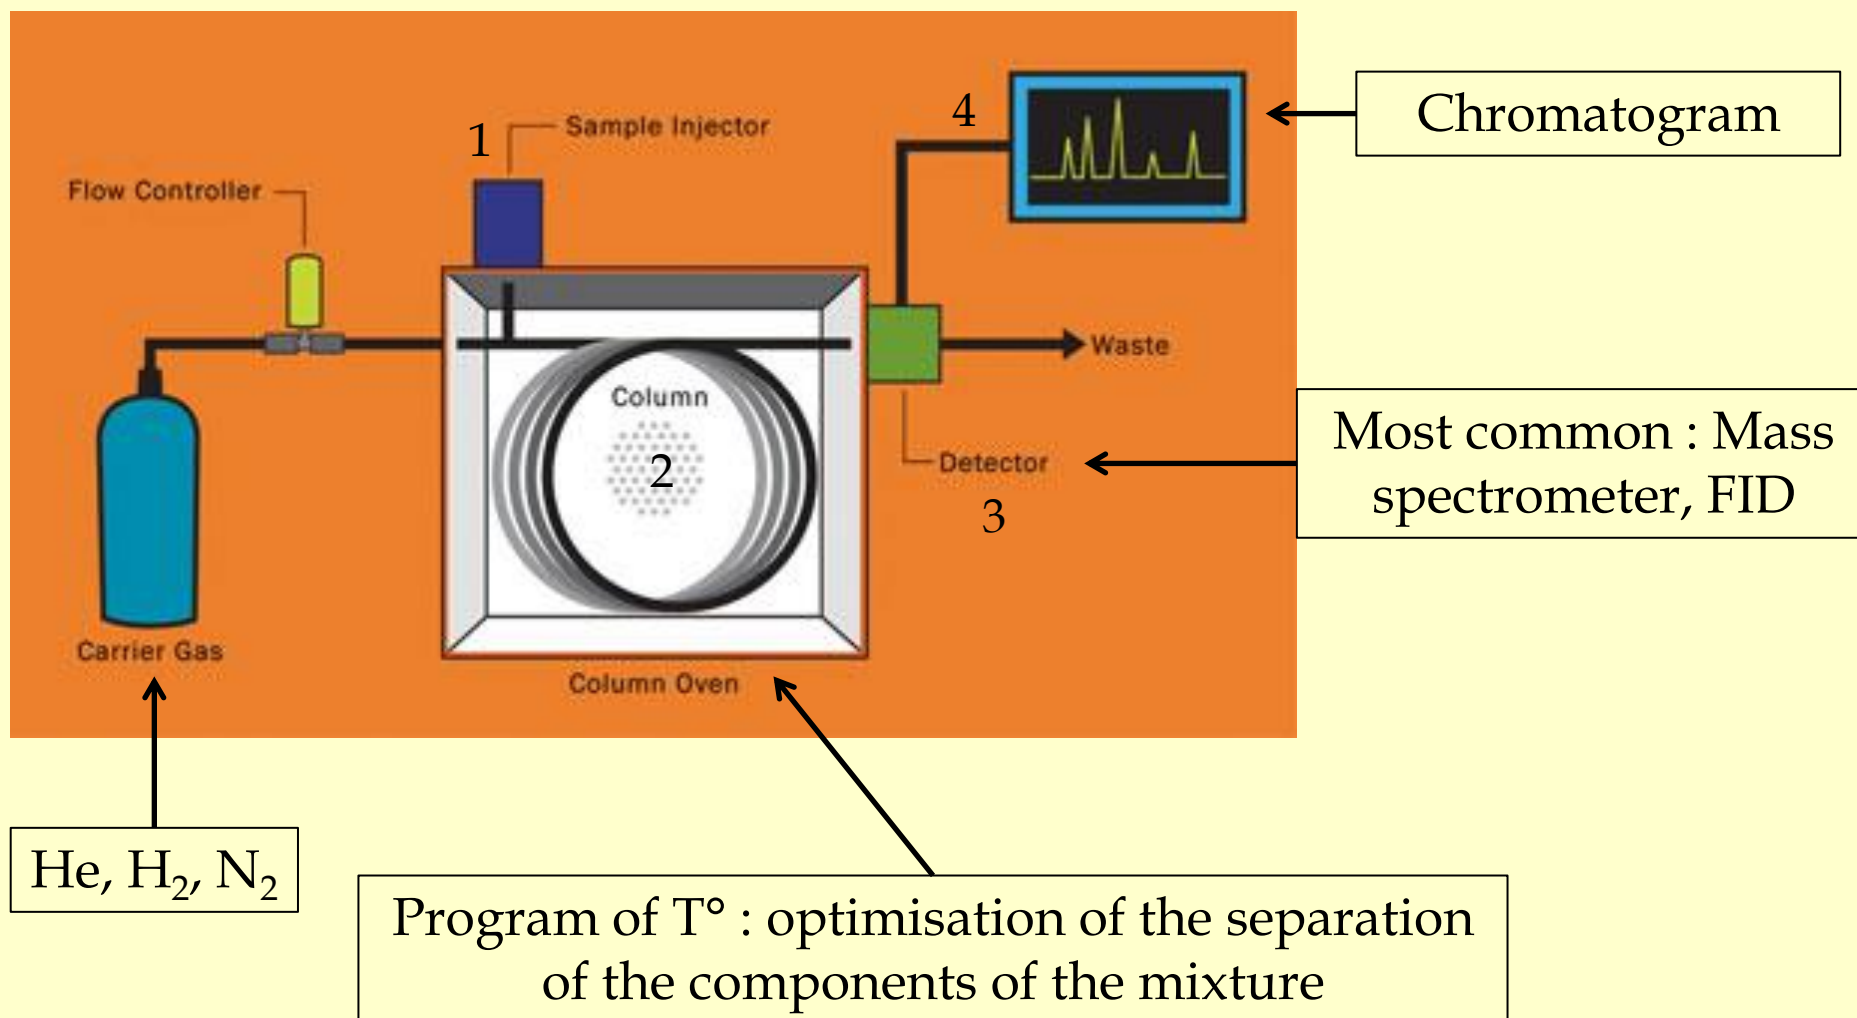 1
Sample Injector
4
Chromatogram
Flow Controller
Waste
Column
2
Most common : Mass
spectrometer, FID
Detector
3
Carrier Gas
Column Oven
He, H₂, N₂
Program of T° : optimisation of the separation
of the components of the mixture